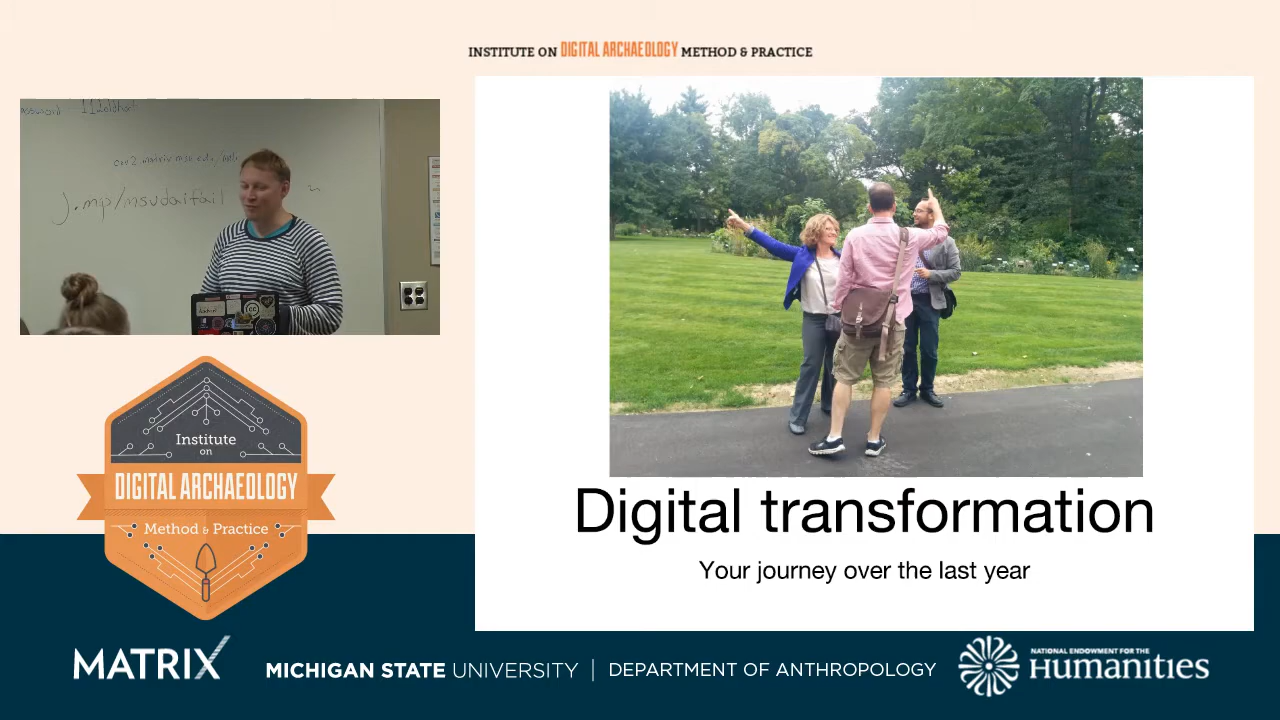 INSTITUTE ON DIGITAL ARCHAEOLOGY METHOD & PRACTICE
j.mp/msudaifail
Institute
on
DIGITAL ARCHAEOLOGY
Method & Practice
Digital transformation
Your journey over the last year
MATRIX
MICHIGAN STATE UNIVERSITY | DEPARTMENT OF ANTHROPOLOGY
NATIONAL ENDOWMENT FOR THE
Humanities